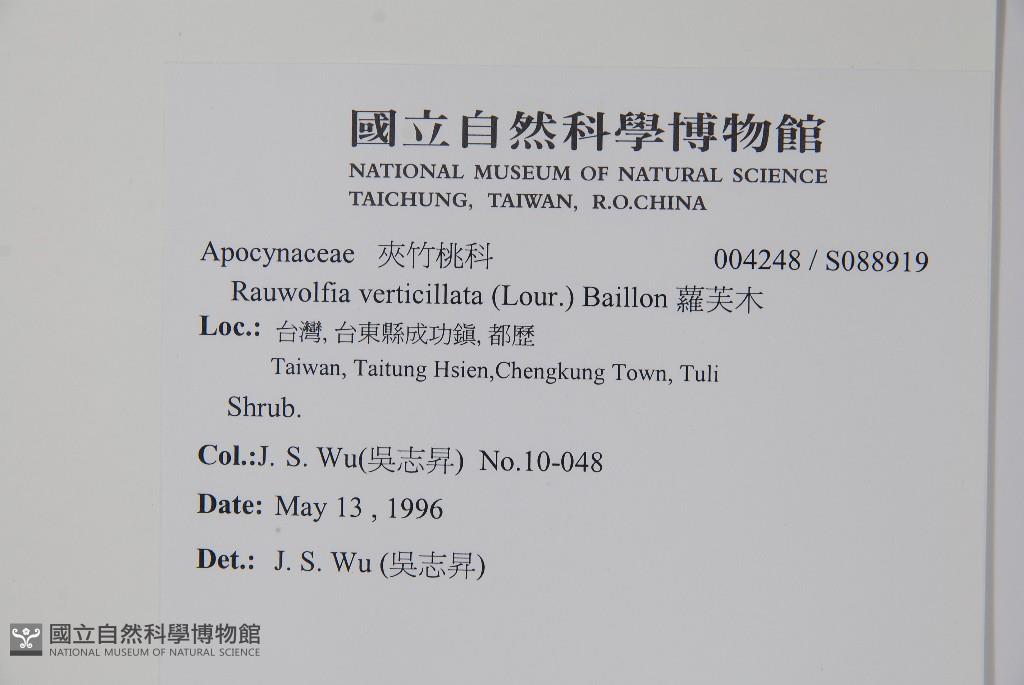 國立自然科學博物館
NATIONAL MUSEUM OF NATURAL SCIENCE
TAICHUNG, TAIWAN, R.O.CHINA
Apocynaceae 夾竹桃科 004248 / S088919
Rauwolfia verticillata (Lour.) Baillon 蘿芙木
Loc.: 台灣, 台東縣成功鎮, 都歷
Taiwan, Taitung Hsien,Chengkung Town, Tuli
Shrub.
Col.:J. S. Wu(吳志昇) No.10-048
Date: May 13 , 1996
Det.: J. S. Wu (吳志昇)
國立自然科學博物館
NATIONAL MUSEUM OF NATURAL SCIENCE